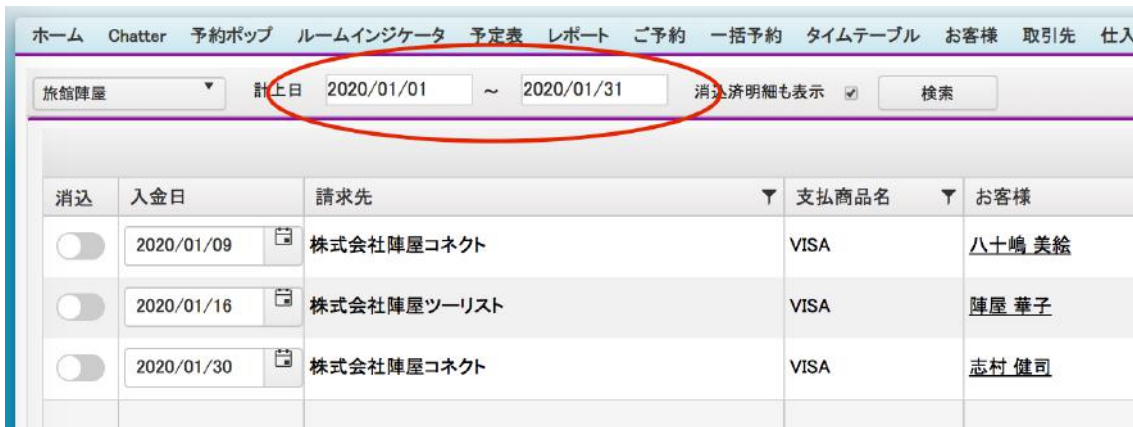 ホーム Chatter 予約ポップ ルームインジケータ 予定表 レポート ご予約 一括予約 タイムテーブル お客様 取引先 仕入
旅館陣屋 計上日 2020/01/01 ~ 2020/01/31 消込済明細も表示 検索
消込 入金日 請求先 支払商品名 お客様
2020/01/09 株式会社陣屋コネクト VISA 八十嶋 美絵
2020/01/16 株式会社陣屋ツーリスト VISA 陣屋 華子
2020/01/30 株式会社陣屋コネクト VISA 志村 健司